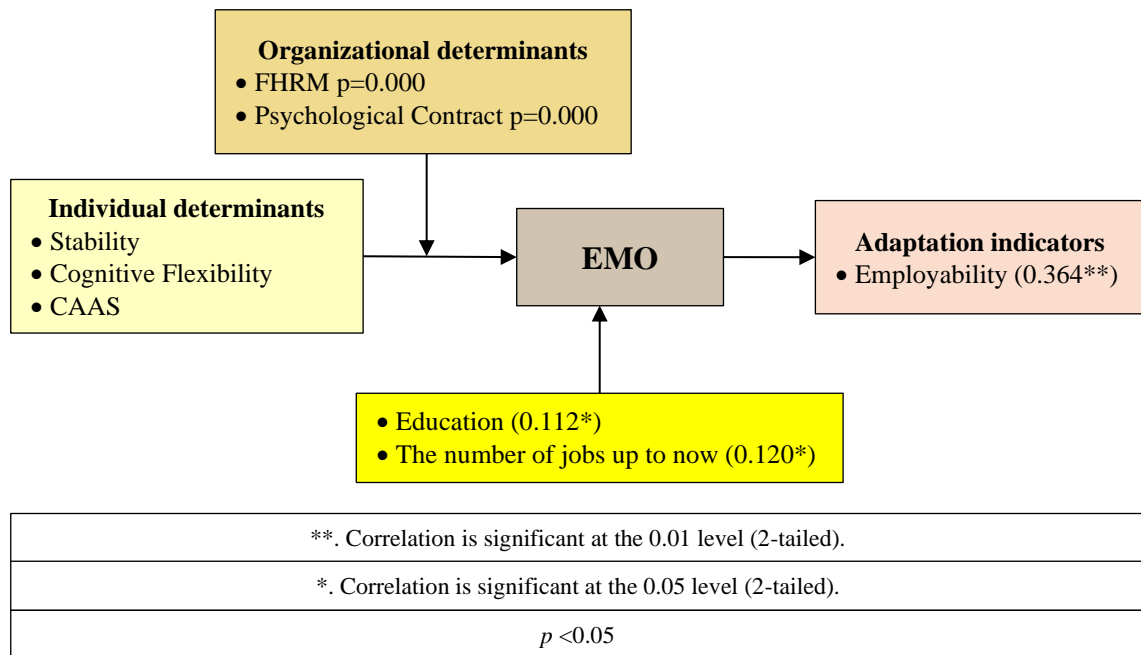 Organizational determinants
• FHRM p=0.000
• Psychological Contract p=0.000
Individual determinants
• Stability
• Cognitive Flexibility
• CAAS
EMO
Adaptation indicators
• Employability (0.364**)
• Education (0.112*)
• The number of jobs up to now (0.120*)
**. Correlation is significant at the 0.01 level (2-tailed).
*. Correlation is significant at the 0.05 level (2-tailed).
p <0.05